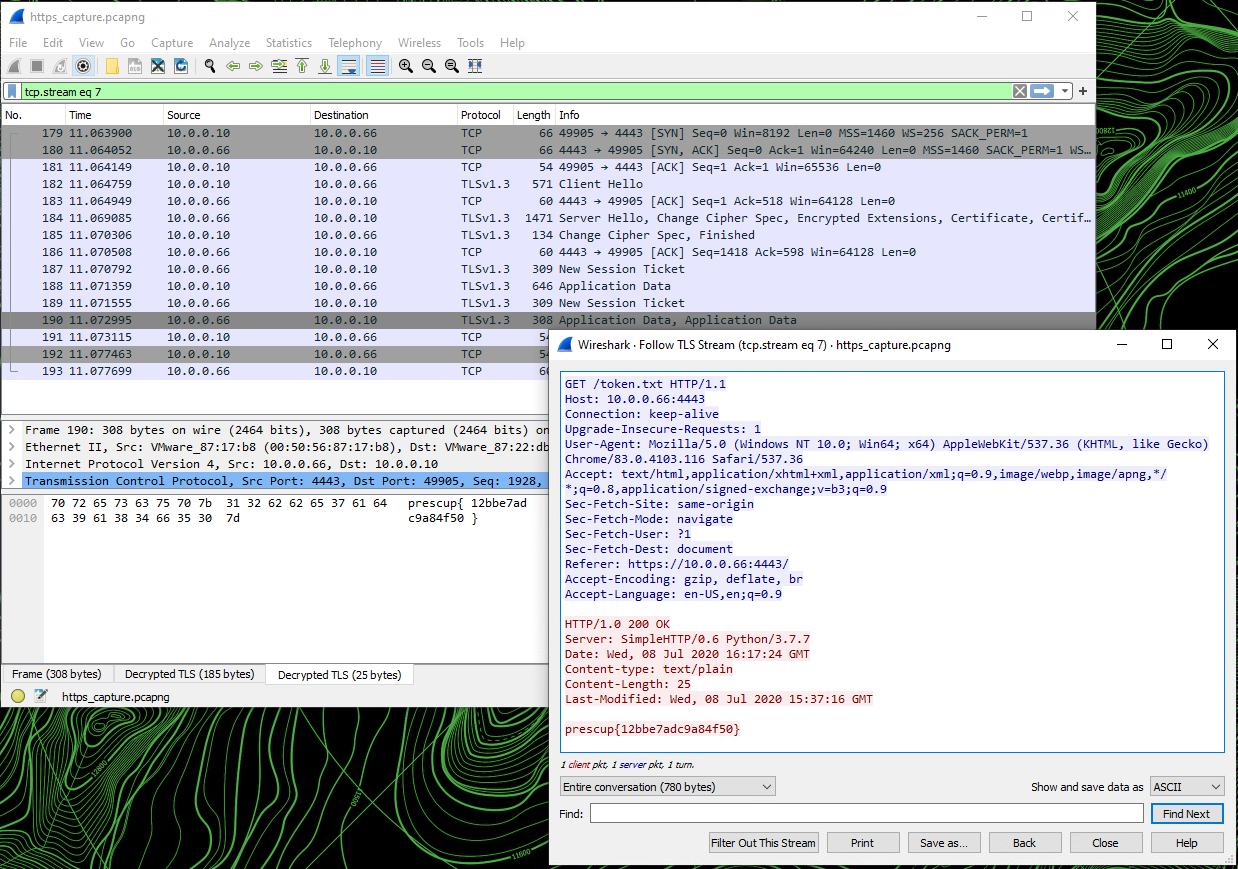 https_capture.pcapng
File Edit View Go Capture Analyze Statistics Telephony Wireless Tools Help
tcp.stream eq 7
No. Time Source Destination Protocol Length Info
179 11.063900 10.0.0.10 10.0.0.66 TCP 66 49905 → 4443 [SYN] Seq=0 Win=8192 Len=0 MSS=1460 WS=256 SACK_PERM=1
180 11.064052 10.0.0.66 10.0.0.10 TCP 66 4443 → 49905 [SYN, ACK] Seq=0 Ack=1 Win=64240 Len=0 MSS=1460 SACK_PERM=1 WS…
181 11.064149 10.0.0.10 10.0.0.66 TCP 54 49905 → 4443 [ACK] Seq=1 Ack=1 Win=65536 Len=0
182 11.064759 10.0.0.10 10.0.0.66 TLSv1.3 571 Client Hello
183 11.064949 10.0.0.66 10.0.0.10 TCP 60 4443 → 49905 [ACK] Seq=1 Ack=518 Win=64128 Len=0
184 11.069085 10.0.0.66 10.0.0.10 TLSv1.3 1471 Server Hello, Change Cipher Spec, Encrypted Extensions, Certificate, Certif…
185 11.070306 10.0.0.10 10.0.0.66 TLSv1.3 134 Change Cipher Spec, Finished
186 11.070508 10.0.0.66 10.0.0.10 TCP 60 4443 → 49905 [ACK] Seq=1418 Ack=598 Win=64128 Len=0
187 11.070792 10.0.0.66 10.0.0.10 TLSv1.3 309 New Session Ticket
188 11.071359 10.0.0.10 10.0.0.66 TLSv1.3 646 Application Data
189 11.071555 10.0.0.66 10.0.0.10 TLSv1.3 309 New Session Ticket
190 11.072995 10.0.0.66 10.0.0.10 TLSv1.3 308 Application Data, Application Data
191 11.073115 10.0.0.10 10.0.0.66 TCP 54
192 11.077463 10.0.0.10 10.0.0.66 TCP 54
193 11.077699 10.0.0.66 10.0.0.10 TCP 60
Frame 190: 308 bytes on wire (2464 bits), 308 bytes captured (2464 bits) on
Ethernet II, Src: VMware_87:17:b8 (00:50:56:87:17:b8), Dst: VMware_87:22:db
Internet Protocol Version 4, Src: 10.0.0.66, Dst: 10.0.0.10
Transmission Control Protocol, Src Port: 4443, Dst Port: 49905, Seq: 1928,
0000 70 72 65 73 63 75 70 7b 31 32 62 62 65 37 61 64 prescup{ 12bbe7ad
0010 63 39 61 38 34 66 35 30 7d c9a84f50 }
Frame (308 bytes) Decrypted TLS (185 bytes) Decrypted TLS (25 bytes)
https_capture.pcapng
Wireshark · Follow TLS Stream (tcp.stream eq 7) · https_capture.pcapng
GET /token.txt HTTP/1.1
Host: 10.0.0.66:4443
Connection: keep-alive
Upgrade-Insecure-Requests: 1
User-Agent: Mozilla/5.0 (Windows NT 10.0; Win64; x64) AppleWebKit/537.36 (KHTML, like Gecko)
Chrome/83.0.4103.116 Safari/537.36
Accept: text/html,application/xhtml+xml,application/xml;q=0.9,image/webp,image/apng,*/
*;q=0.8,application/signed-exchange;v=b3;q=0.9
Sec-Fetch-Site: same-origin
Sec-Fetch-Mode: navigate
Sec-Fetch-User: ?1
Sec-Fetch-Dest: document
Referer: https://10.0.0.66:4443/
Accept-Encoding: gzip, deflate, br
Accept-Language: en-US,en;q=0.9
HTTP/1.0 200 OK
Server: SimpleHTTP/0.6 Python/3.7.7
Date: Wed, 08 Jul 2020 16:17:24 GMT
Content-type: text/plain
Content-Length: 25
Last-Modified: Wed, 08 Jul 2020 15:37:16 GMT
prescup{12bbe7adc9a84f50}
1 client pkt, 1 server pkt, 1 turn.
Entire conversation (780 bytes) Show and save data as ASCII
Find: Find Next
Filter Out This Stream Print Save as… Back Close Help
12800
11400
12000
11500
11600